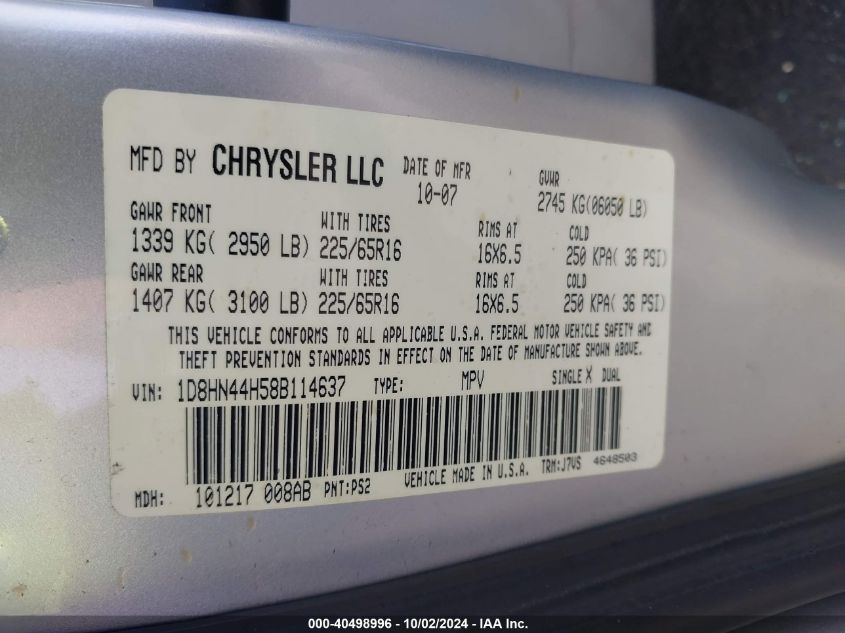 MFD BY CHRYSLER LLC DATE OF MFR 10-07 GVWR 2745 KG(06050 LB)
GAWR FRONT WITH TIRES RIMS AT COLD
1339 KG( 2950 LB) 225/65R16 16X6.5 250 KPA( 36 PSI)
GAWR REAR WITH TIRES RIMS AT COLD
1407 KG( 3100 LB) 225/65R16 16X6.5 250 KPA( 36 PSI)
THIS VEHICLE CONFORMS TO ALL APPLICABLE U.S.A. FEDERAL MOTOR VEHICLE SAFETY AND
THEFT PREVENTION STANDARDS IN EFFECT ON THE DATE OF MANUFACTURE SHOWN ABOVE.
VIN: 1D8HN44H58B114637 TYPE: MPV SINGLE X DUAL
MDH: 101217 008AB PNT:PS2 VEHICLE MADE IN U.S.A. TRM:J7VS 4648503
000-40498996 - 10/02/2024 - IAA Inc.